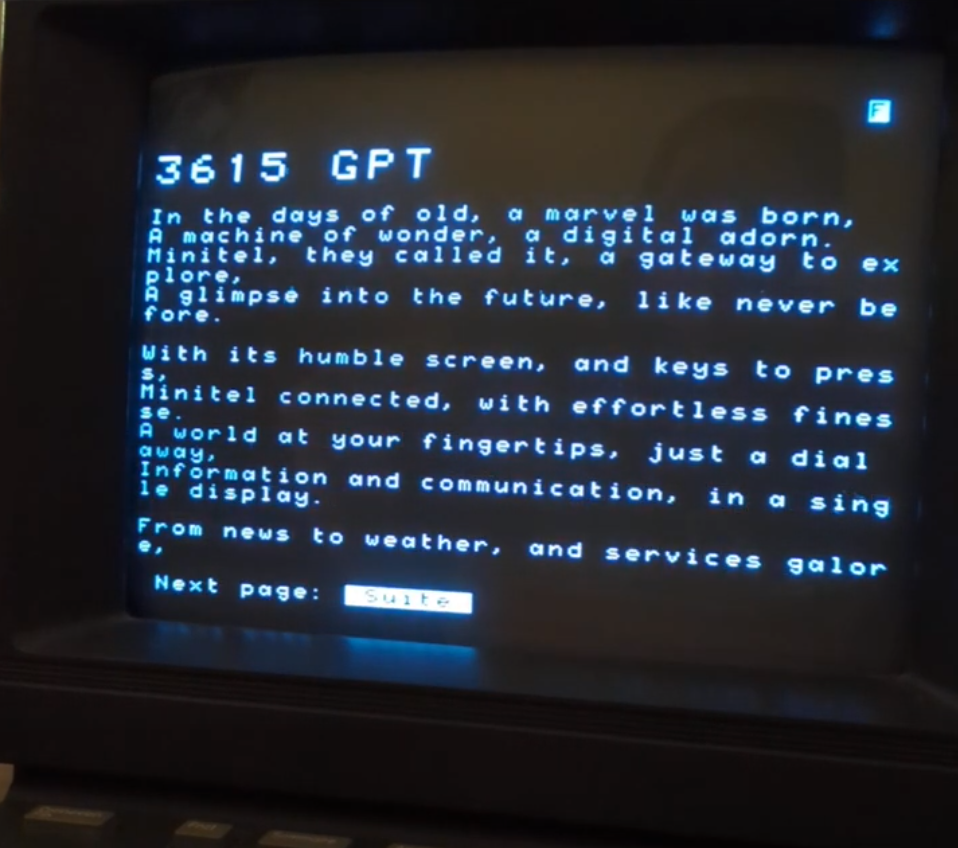 F
3615 GPT
In the days of old, a marvel was born,
A machine of wonder, a digital adorn.
Minitel, they called it, a gateway to ex
plore,
A glimpse into the future, like never be
fore.
With its humble screen, and keys to pres
s,
Minitel connected, with effortless fines
se.
A world at your fingertips, just a dial
away,
Information and communication, in a sing
le display.
From news to weather, and services galor
e,
Next page: Suite